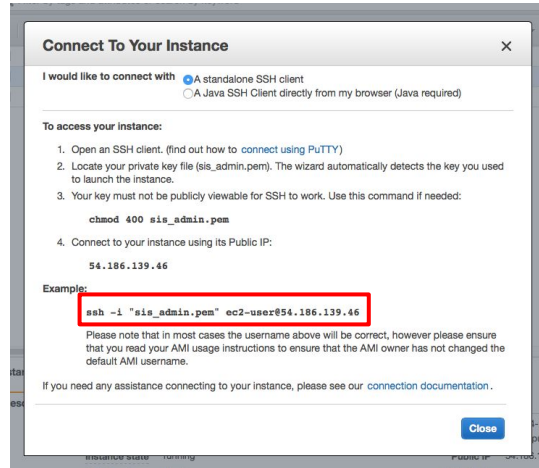 Connect To Your Instance ×
I would like to connect with A standalone SSH client
A Java SSH Client directly from my browser (Java required)
To access your instance:
1. Open an SSH client. (find out how to connect using PuTTY)
2. Locate your private key file (sis_admin.pem). The wizard automatically detects the key you used
to launch the instance.
3. Your key must not be publicly viewable for SSH to work. Use this command if needed:
chmod 400 sis_admin.pem
4. Connect to your instance using its Public IP:
54.186.139.46
Example:
ssh -i "sis_admin.pem" ec2-user@54.186.139.46
Please note that in most cases the username above will be correct, however please ensure
that you read your AMI usage instructions to ensure that the AMI owner has not changed the
default AMI username.
If you need any assistance connecting to your instance, please see our connection documentation.
Close
Instance state running Public IP